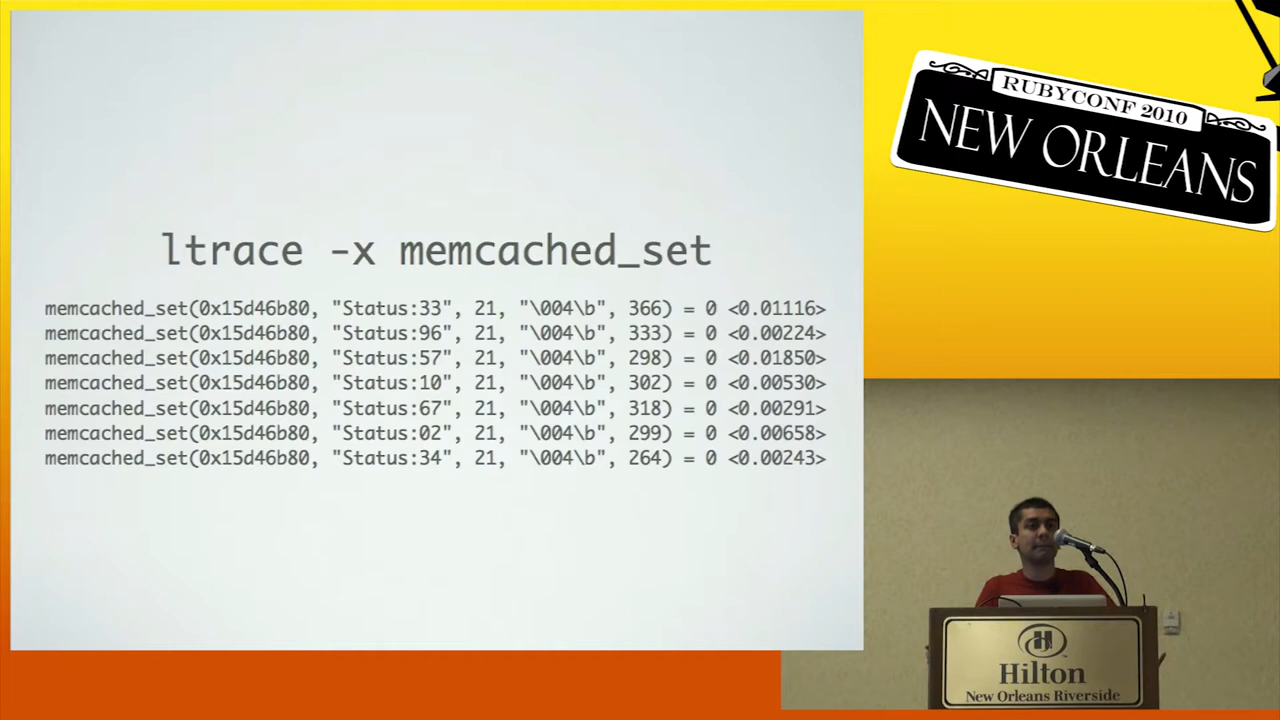 ltrace -x memcached_set
memcached_set(0x15d46b80, "Status:33", 21, "\004\b", 366) = 0 <0.01116>
memcached_set(0x15d46b80, "Status:96", 21, "\004\b", 333) = 0 <0.00224>
memcached_set(0x15d46b80, "Status:57", 21, "\004\b", 298) = 0 <0.01850>
memcached_set(0x15d46b80, "Status:10", 21, "\004\b", 302) = 0 <0.00530>
memcached_set(0x15d46b80, "Status:67", 21, "\004\b", 318) = 0 <0.00291>
memcached_set(0x15d46b80, "Status:02", 21, "\004\b", 299) = 0 <0.00658>
memcached_set(0x15d46b80, "Status:34", 21, "\004\b", 264) = 0 <0.00243>
RUBYCONF 2010
NEW ORLEANS
H
Hilton
New Orleans Riverside